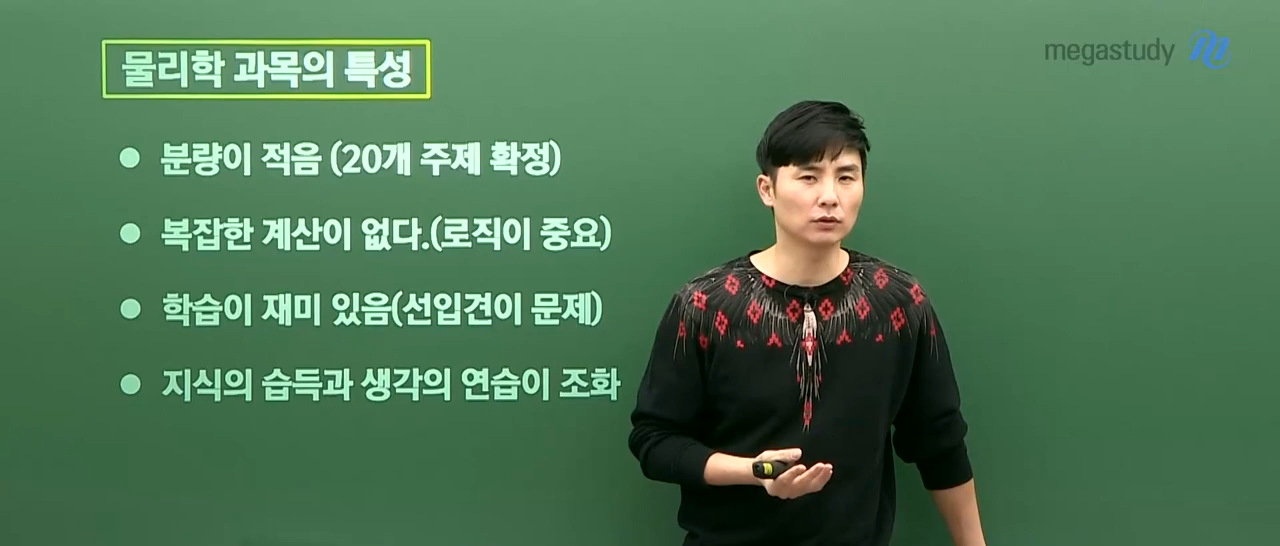 물리학 과목의 특성
megastudy
● 분량이 적음 (20개 주제 확정)
● 복잡한 계산이 없다.(로직이 중요)
● 학습이 재미 있음(선입견이 문제)
● 지식의 습득과 생각의 연습이 조화